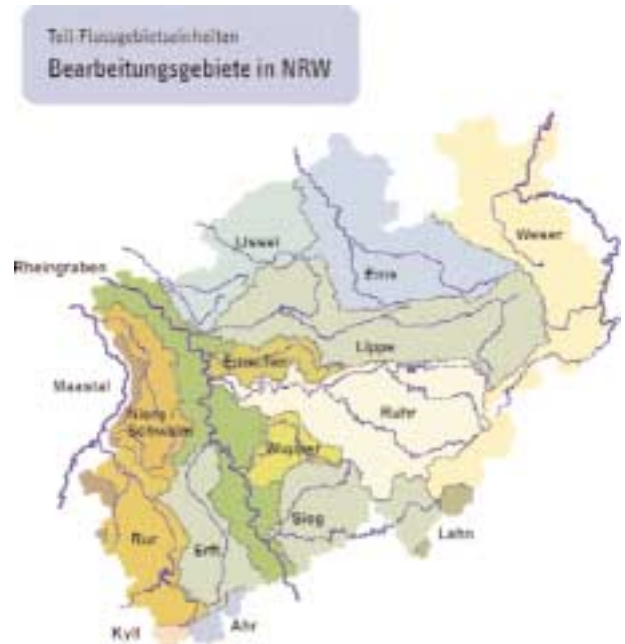 Teil Flussgebietseinheiten
Bearbeitungsgebiete in NRW
Weser
IJssel
Ems
Rheingraben
Lippe
Emscher
Maastal
Niers /
Schwalm
Ruhr
Wupper
Sieg
Rur
Erft
Lahn
Kyll
Ahr